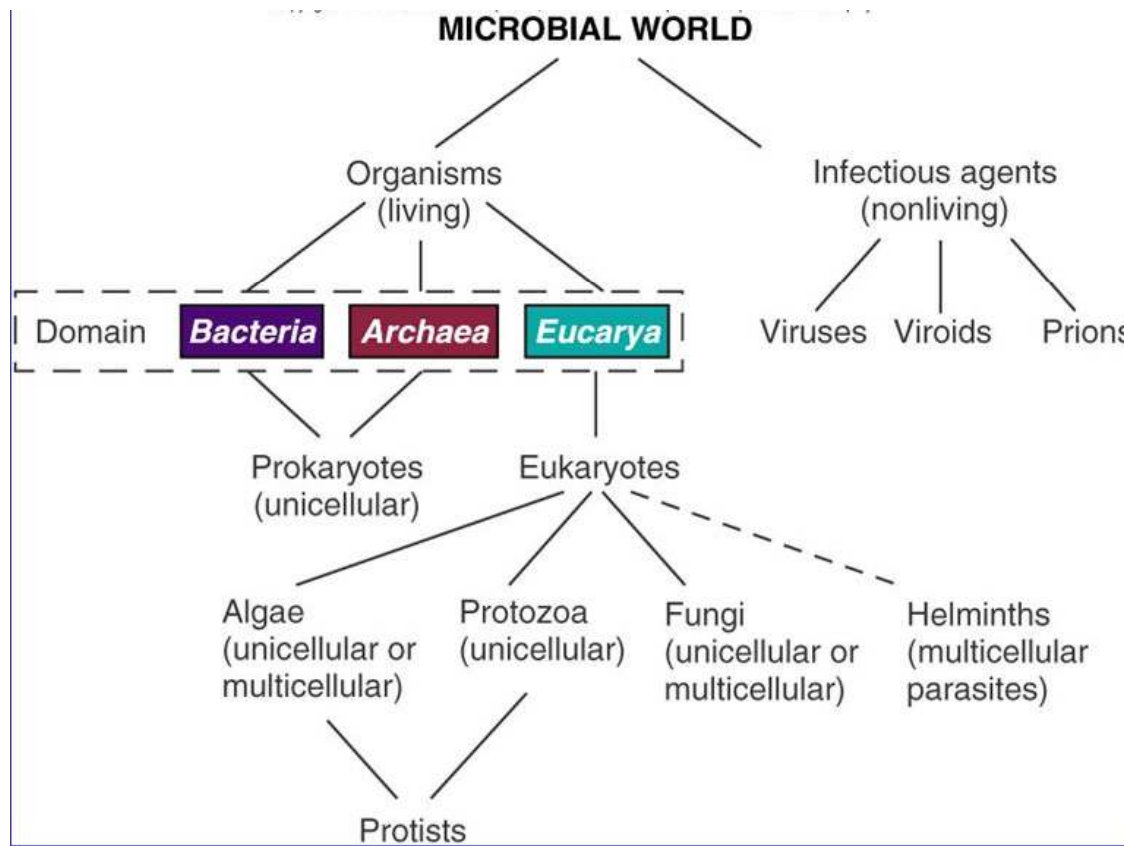 MICROBIAL WORLD
Organisms
(living)
Infectious agents
(nonliving)
Domain Bacteria Archaea Eucarya
Viruses Viroids Prions
Prokaryotes
(unicellular)
Eukaryotes
Algae
(unicellular or
multicellular)
Protozoa
(unicellular)
Fungi
(unicellular or
multicellular)
Helminths
(multicellular
parasites)
Protists